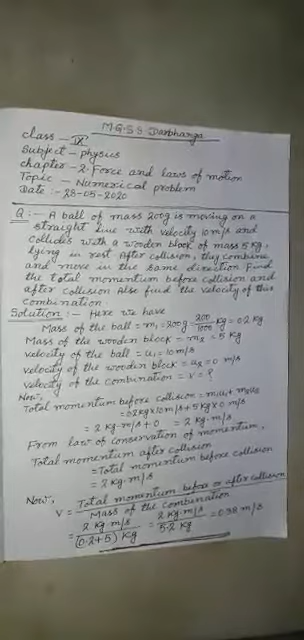 M.G.S.S Darbhanga
class - IX
Subject - physics
chapter - 2 Force and laws of motion
Topic - Numerical problem
Date :- 28-05-2020
Q:- A ball of mass 200g is moving on a
straight line with velocity 10 m/s and
collides with a wooden block of mass 5 kg,
lying in rest. After collision, they combine
and move in the same direction. Find
the total momentum before collision and
after collision. Also find the velocity of this
combination.
Solution :- Here we have
Mass of the ball = m₁ = 200g = 200/1000 kg = 0.2 kg
Mass of the wooden block = m₂ = 5 kg
velocity of the ball = u₁ = 10 m/s
velocity of the wooden block = u₂ = 0 m/s
velocity of the combination = v = ?
Now,
Total momentum before collision = m₁u₁ + m₂u₂
= 0.2 kg x 10 m/s + 5 kg x 0 m/s
= 2 kg.m/s + 0 = 2 kg.m/s
From law of conservation of momentum,
Total momentum after collision
= Total momentum before collision
= 2 kg.m/s
Now, v = Total momentum before or after collision / Mass of the combination
= 2 kg.m/s / (0.2+5) kg = 2 kg.m/s / 5.2 kg = 0.38 m/s